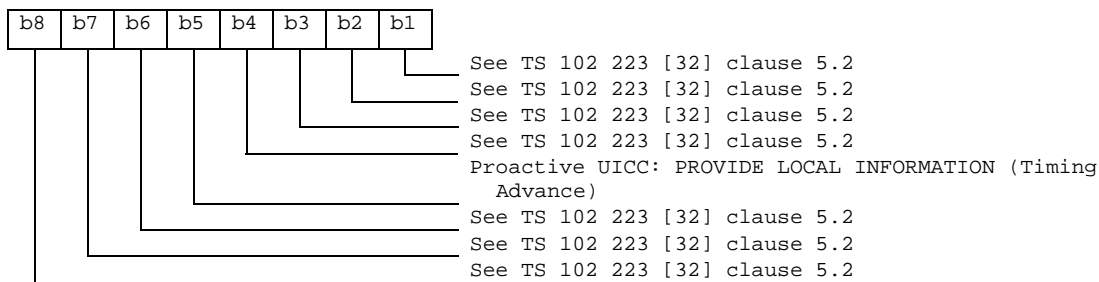 b8 b7 b6 b5 b4 b3 b2 b1
See TS 102 223 [32] clause 5.2
See TS 102 223 [32] clause 5.2
See TS 102 223 [32] clause 5.2
See TS 102 223 [32] clause 5.2
Proactive UICC: PROVIDE LOCAL INFORMATION (Timing
Advance)
See TS 102 223 [32] clause 5.2
See TS 102 223 [32] clause 5.2
See TS 102 223 [32] clause 5.2